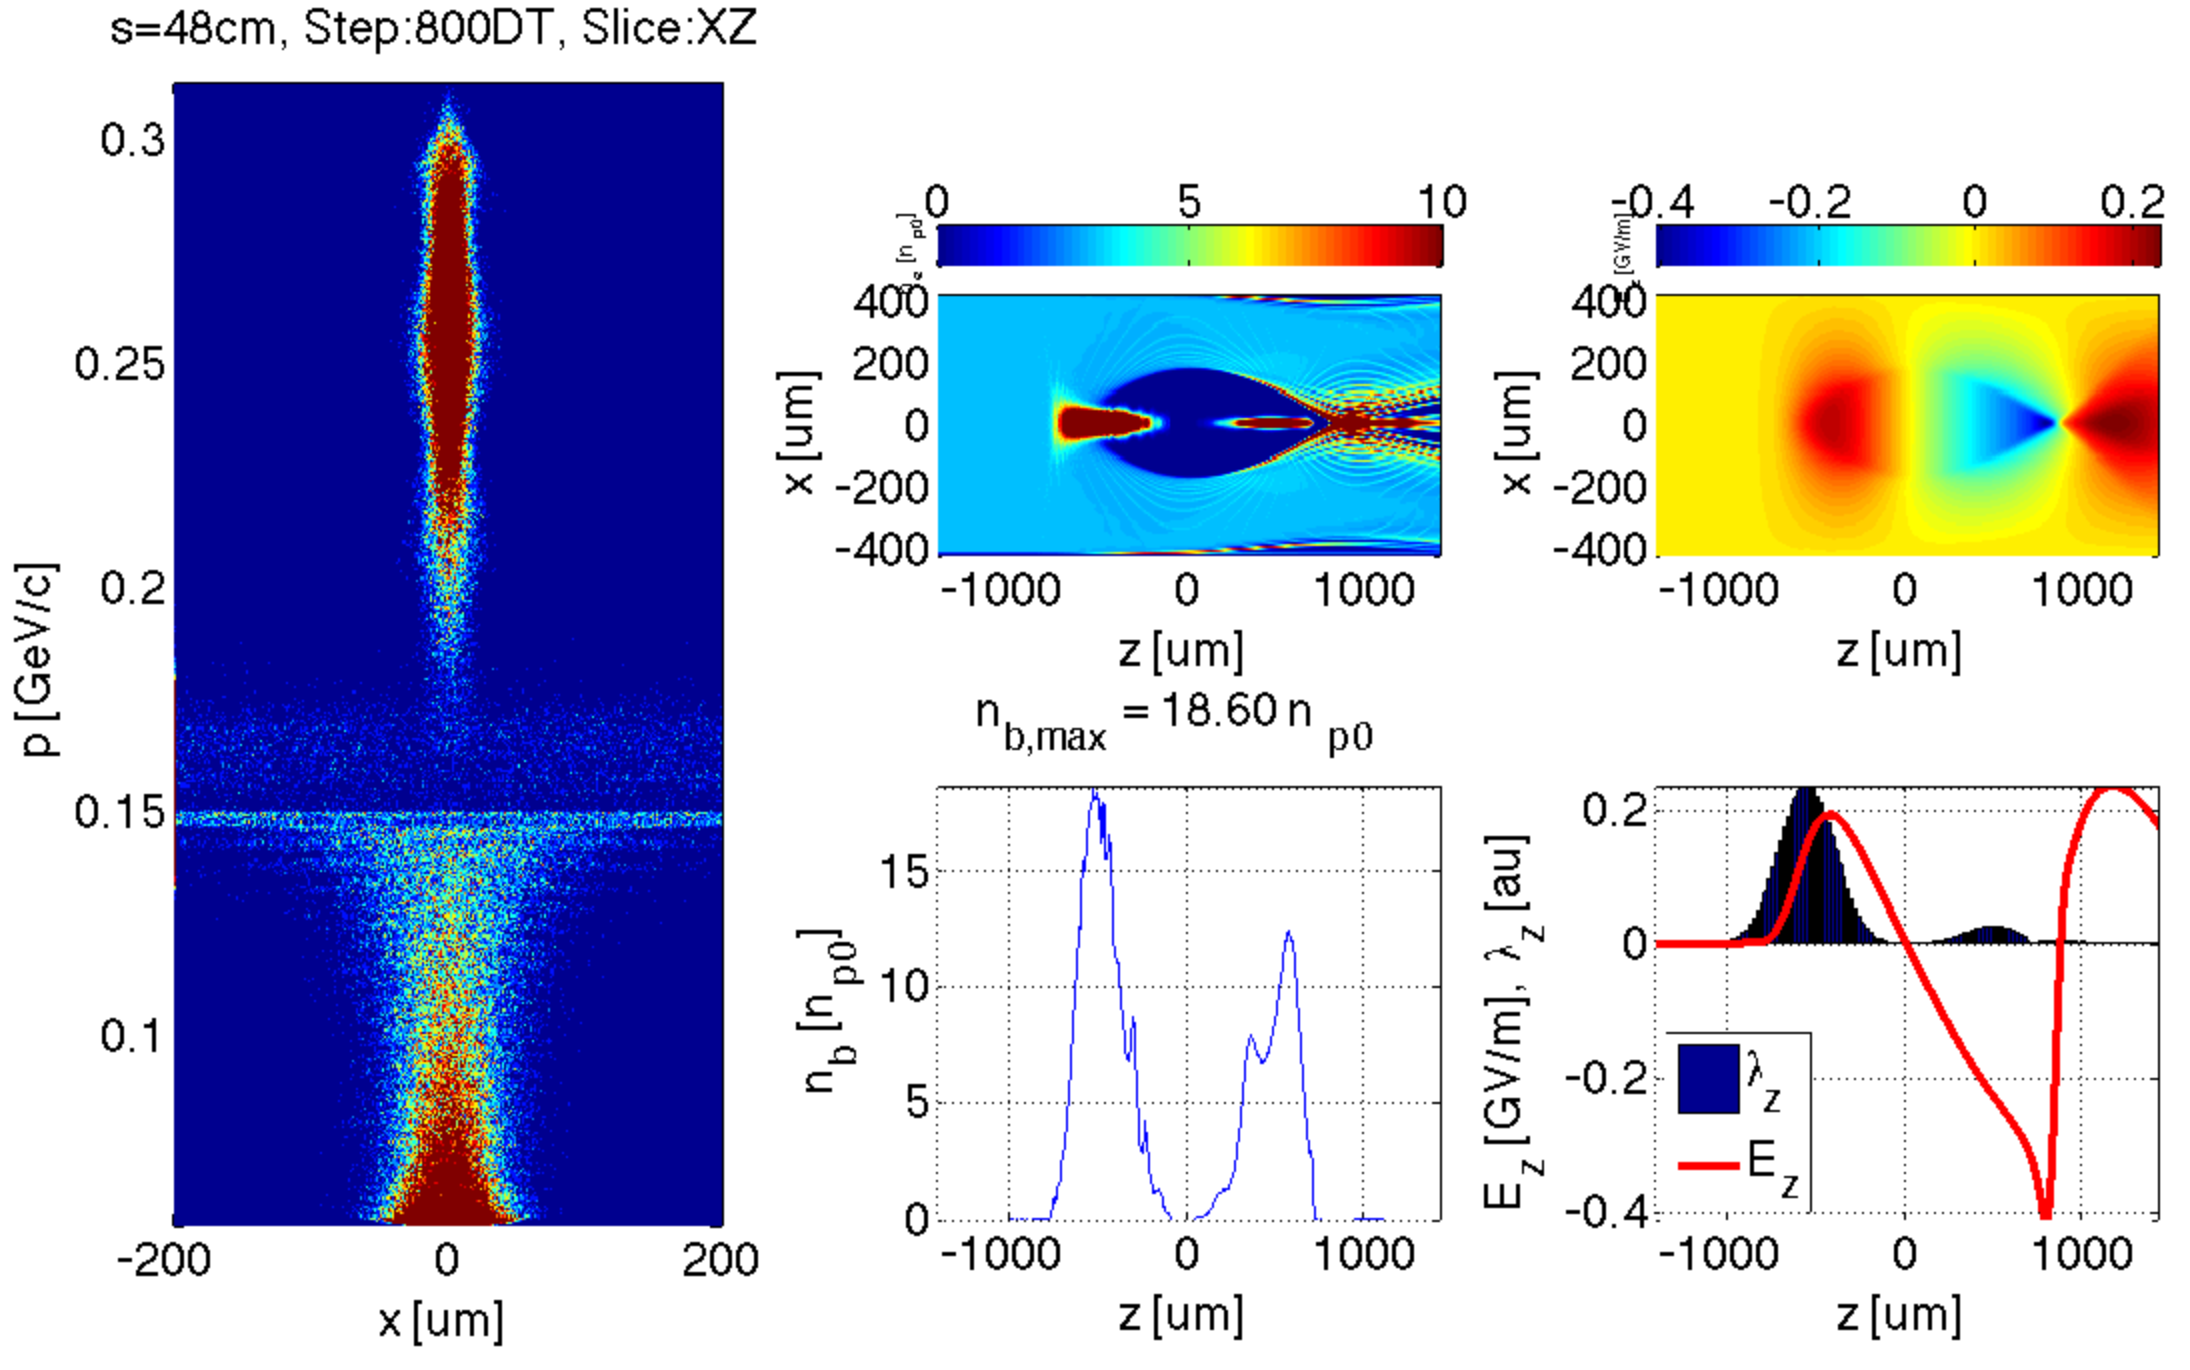 s=48cm, Step:800DT, Slice:XZ
0.3
0.25
0.2
0.15
0.1
p [GeV/c]
-200 0 200
x [um]
0 5 10
[n p0]
400
200
0
-200
-400
x [um]
-1000 0 1000
z [um]
-0.4 -0.2 0 0.2
[GV/m]
400
200
0
-200
-400
x [um]
-1000 0 1000
z [um]
n b,max = 18.60 n p0
15
10
5
0
n b [n p0]
-1000 0 1000
z [um]
0.2
0
-0.2
-0.4
E z [GV/m], λ z [au]
λ z
E z
-1000 0 1000
z [um]